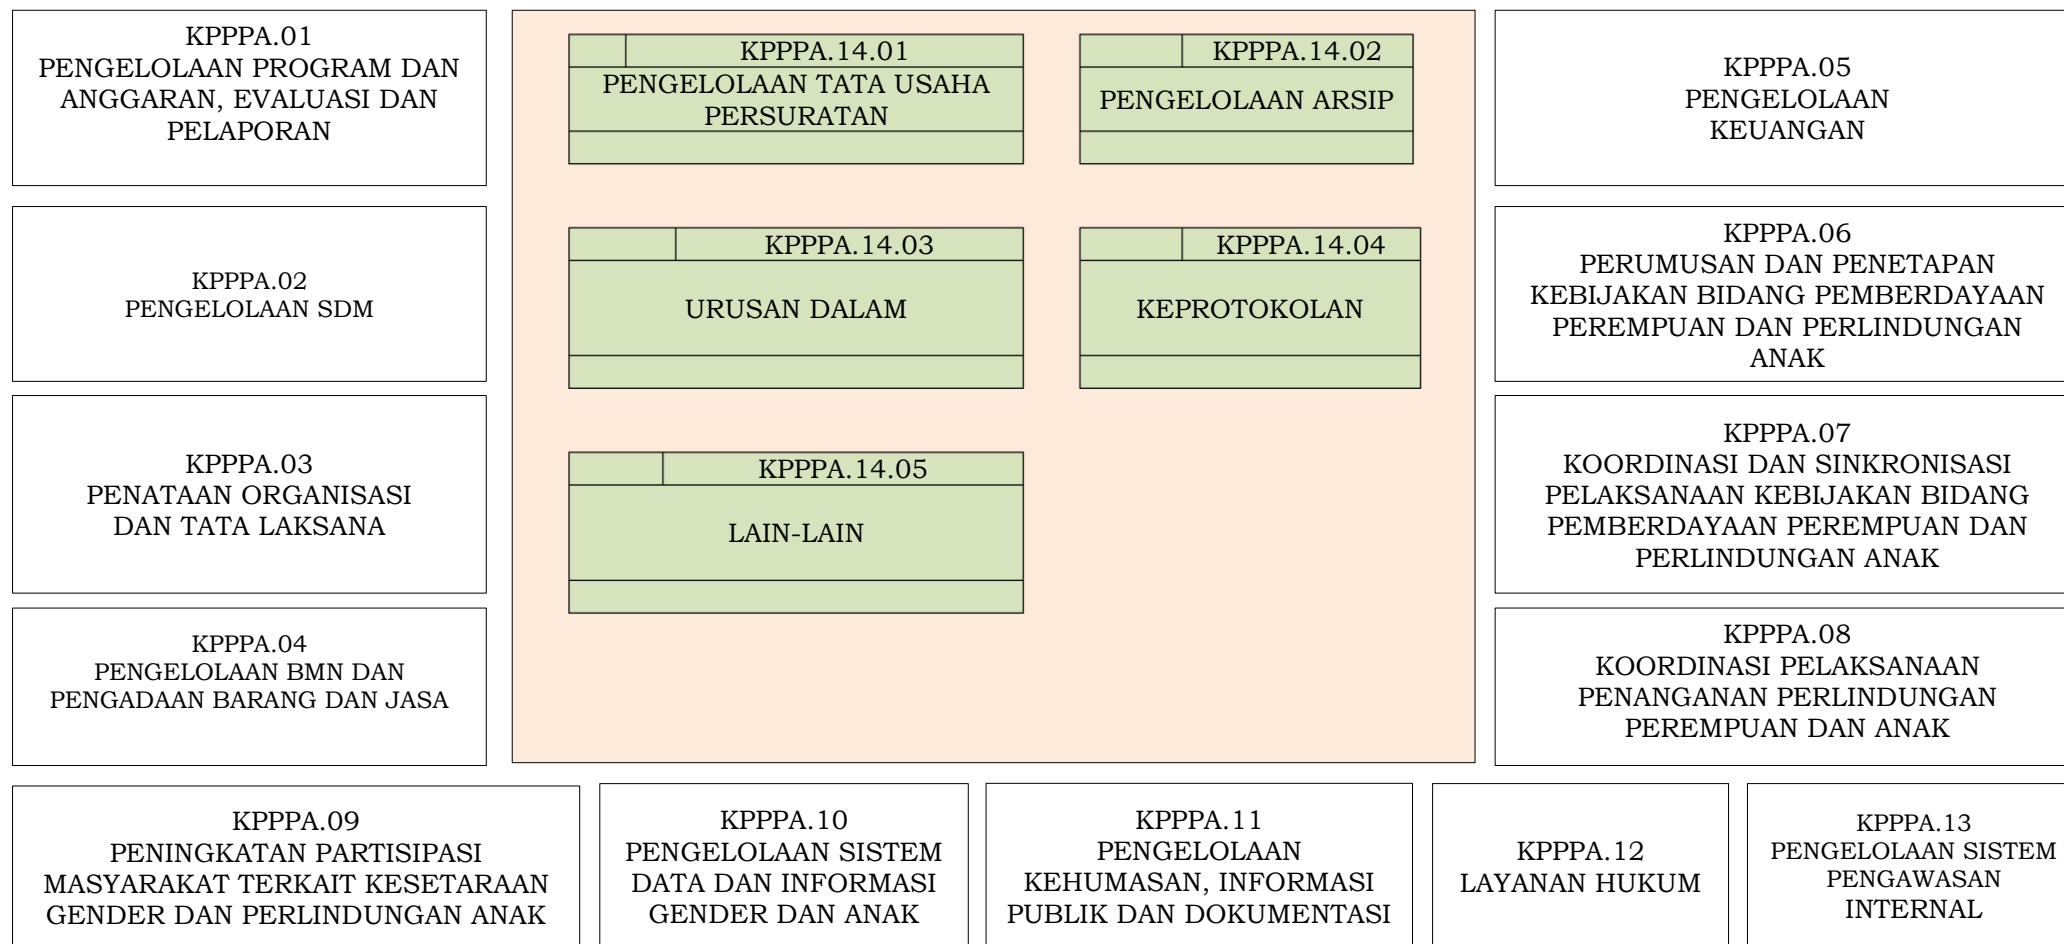 KPPPA.01
PENGELOLAAN PROGRAM DAN
ANGGARAN, EVALUASI DAN
PELAPORAN
KPPPA.02
PENGELOLAAN SDM
KPPPA.03
PENATAAN ORGANISASI
DAN TATA LAKSANA
KPPPA.04
PENGELOLAAN BMN DAN
PENGADAAN BARANG DAN JASA
KPPPA.14.01
PENGELOLAAN TATA USAHA
PERSURATAN
KPPPA.14.02
PENGELOLAAN ARSIP
KPPPA.14.03
URUSAN DALAM
KPPPA.14.04
KEPROTOKOLAN
KPPPA.14.05
LAIN-LAIN
KPPPA.05
PENGELOLAAN
KEUANGAN
KPPPA.06
PERUMUSAN DAN PENETAPAN
KEBIJAKAN BIDANG PEMBERDAYAAN
PEREMPUAN DAN PERLINDUNGAN
ANAK
KPPPA.07
KOORDINASI DAN SINKRONISASI
PELAKSANAAN KEBIJAKAN BIDANG
PEMBERDAYAAN PEREMPUAN DAN
PERLINDUNGAN ANAK
KPPPA.08
KOORDINASI PELAKSANAAN
PENANGANAN PERLINDUNGAN
PEREMPUAN DAN ANAK
KPPPA.09
PENINGKATAN PARTISIPASI
MASYARAKAT TERKAIT KESETARAAN
GENDER DAN PERLINDUNGAN ANAK
KPPPA.10
PENGELOLAAN SISTEM
DATA DAN INFORMASI
GENDER DAN ANAK
KPPPA.11
PENGELOLAAN
KEHUMASAN, INFORMASI
PUBLIK DAN DOKUMENTASI
KPPPA.12
LAYANAN HUKUM
KPPPA.13
PENGELOLAAN SISTEM
PENGAWASAN
INTERNAL